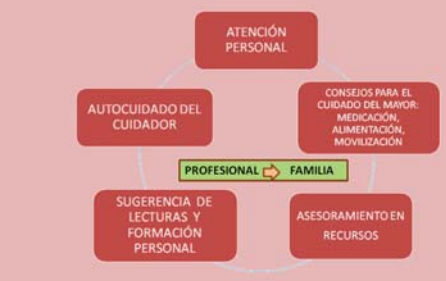 ATENCIÓN
PERSONAL
CONSEJOS PARA EL
CUIDADO DEL MAYOR:
MEDICACIÓN,
ALIMENTACIÓN,
MOVILIZACIÓN
AUTOCUIDADO DEL
CUIDADOR
PROFESIONAL FAMILIA
SUGERENCIA DE
LECTURAS Y
FORMACIÓN
PERSONAL
ASESORAMIENTO EN
RECURSOS